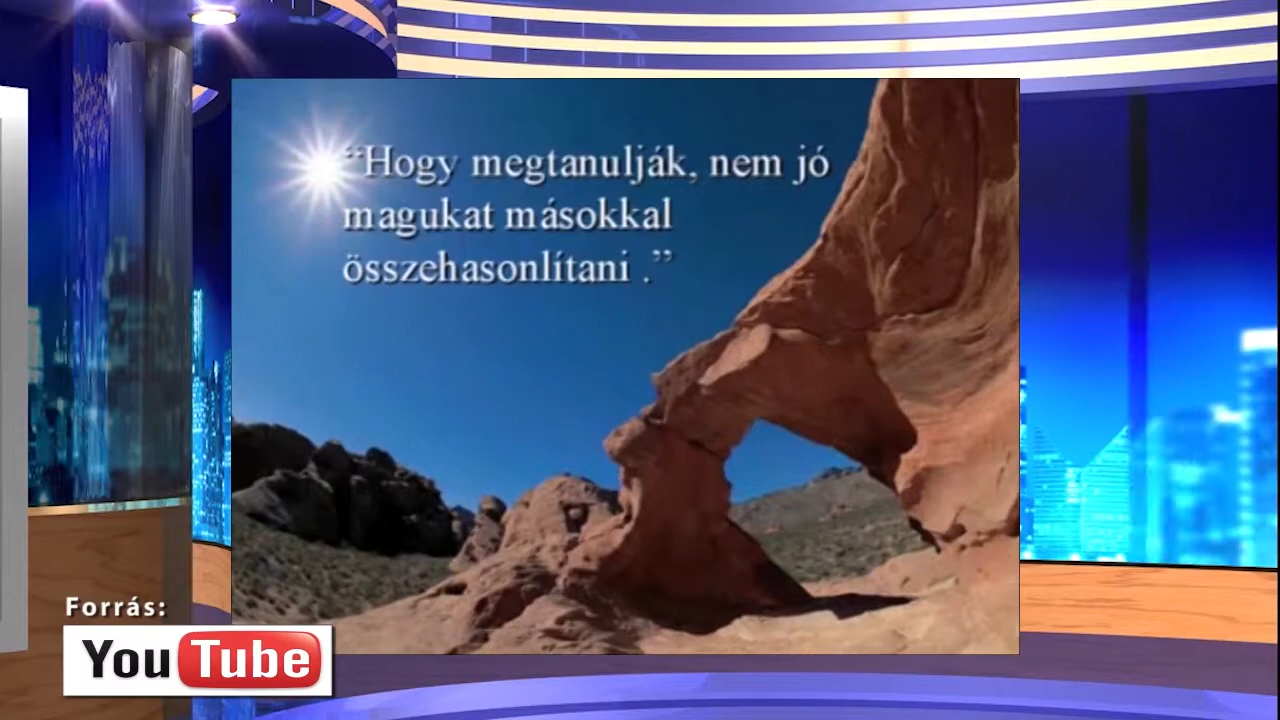 “Hogy megtanulják, nem jó
magukat másokkal
összehasonlítani .”
Forrás:
YouTube